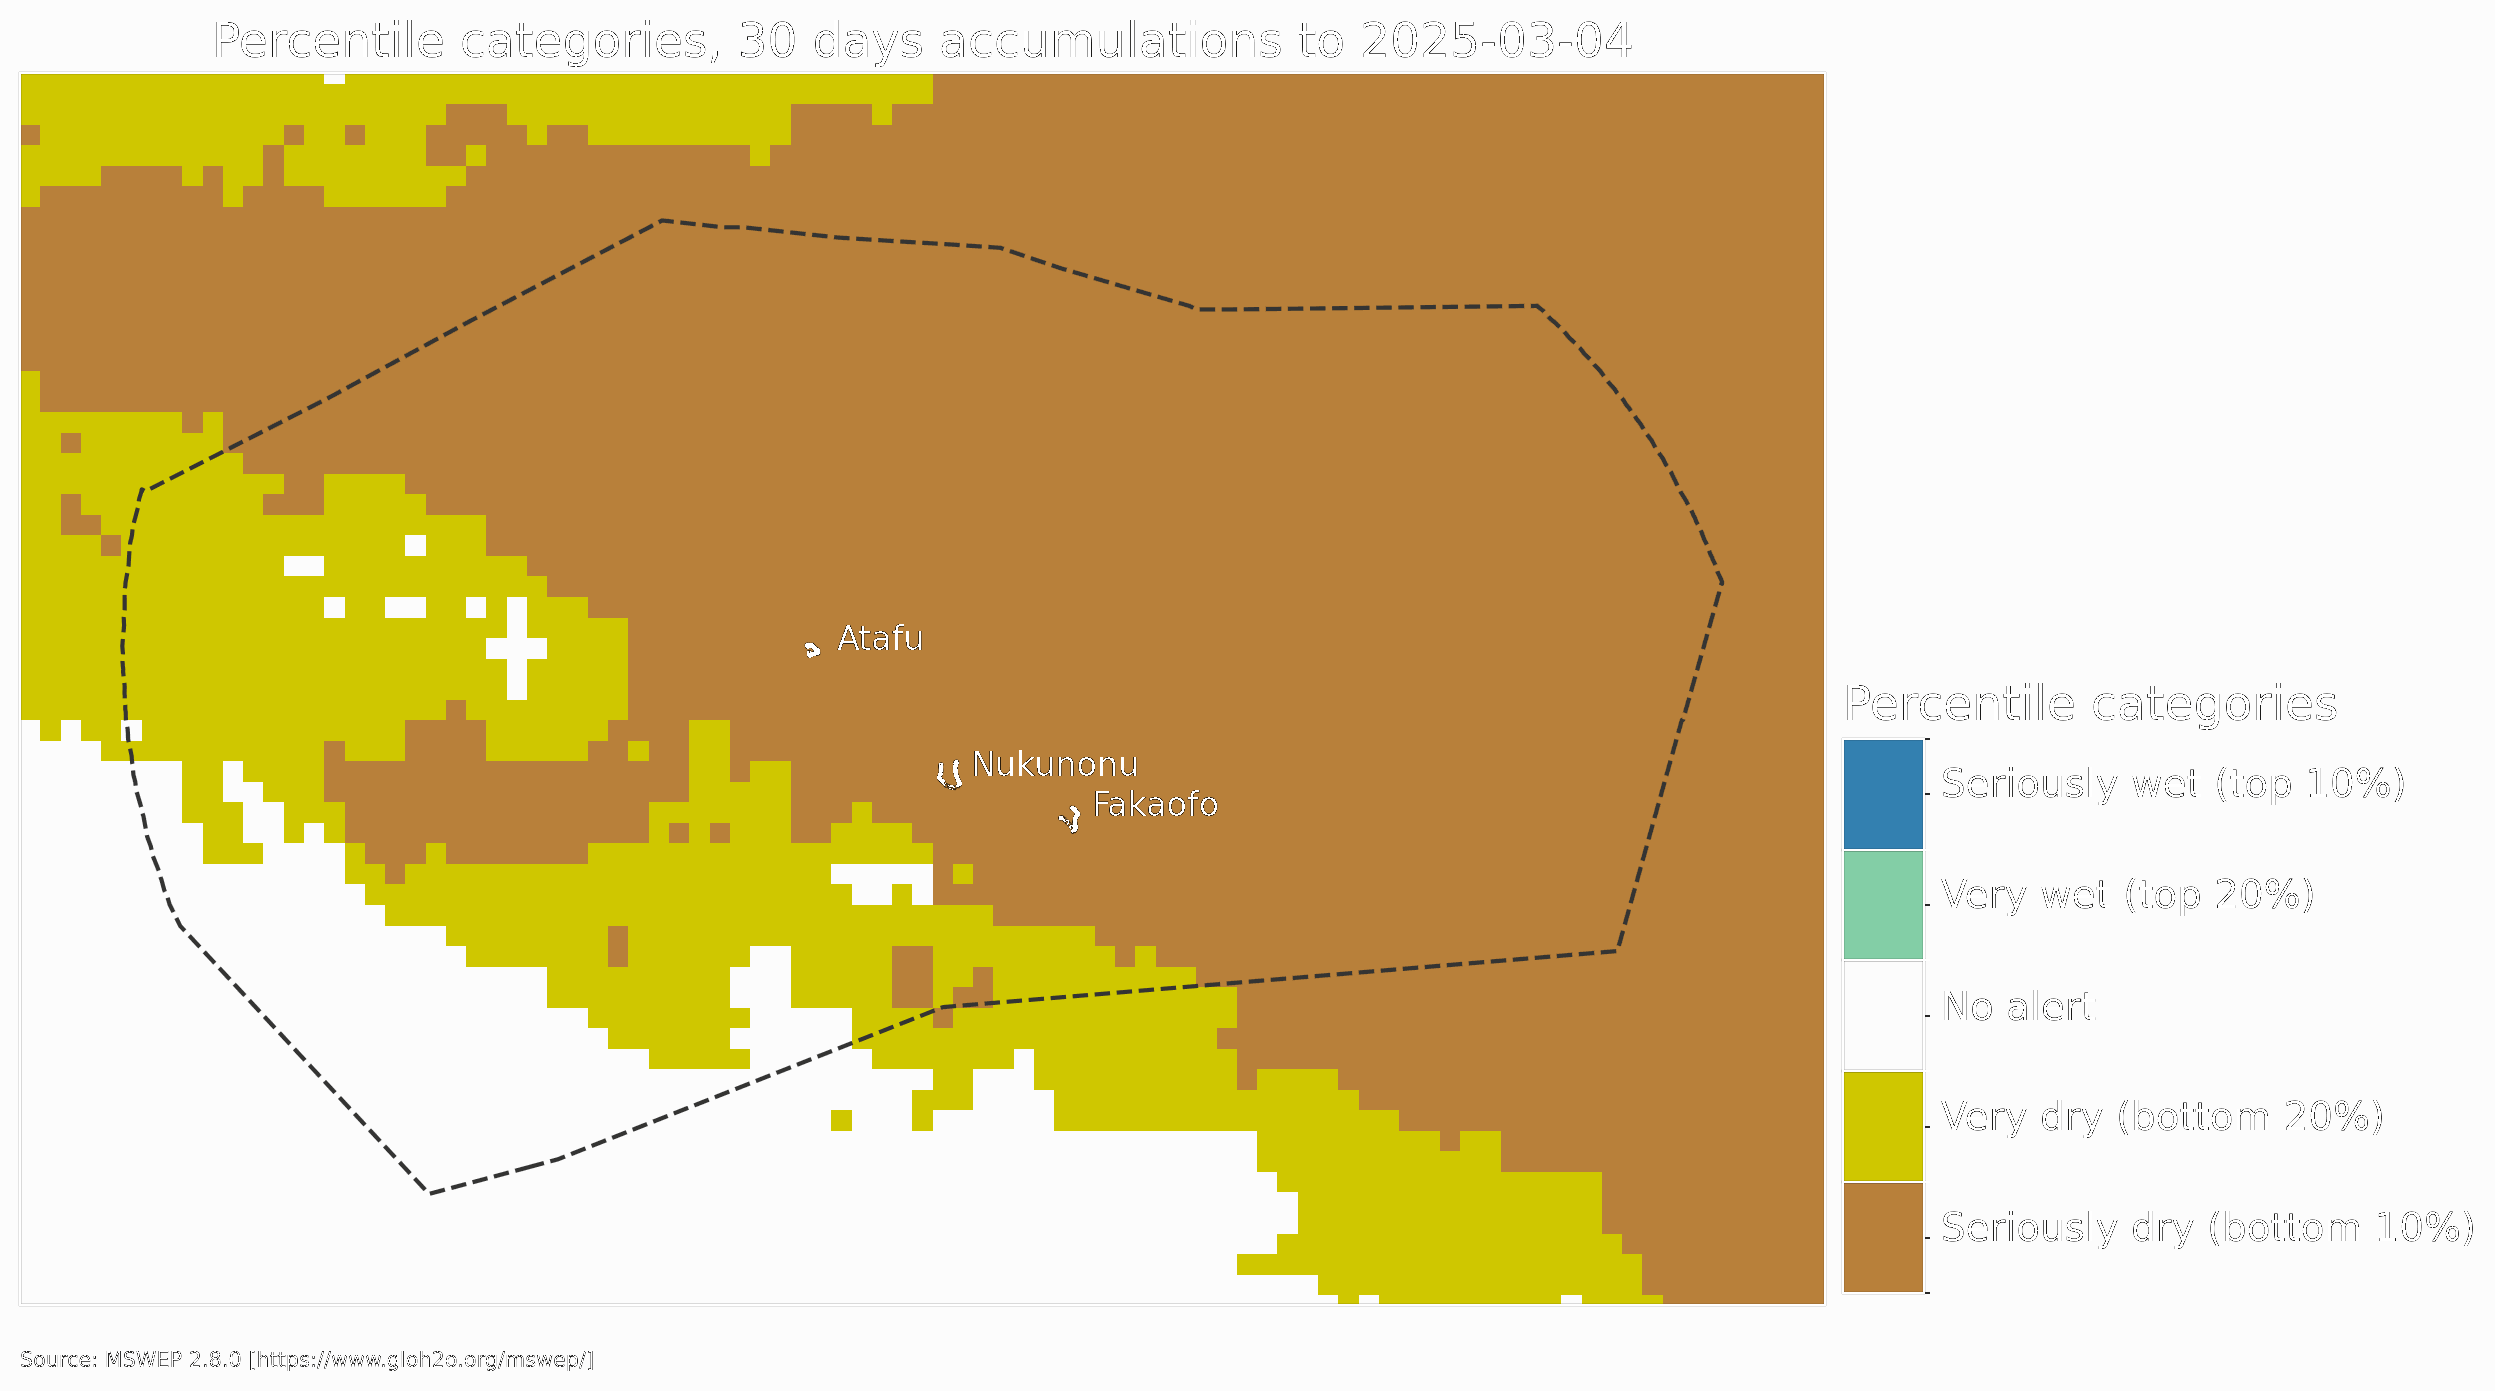 Percentile categories, 30 days accumulations to 2025-03-04
Atafu
Nukunonu
Fakaofo
Percentile categories
Seriously wet (top 10%)
Very wet (top 20%)
No alert
Very dry (bottom 20%)
Seriously dry (bottom 10%)
Source: MSWEP 2.8.0 [https://www.gloh2o.org/mswep/]